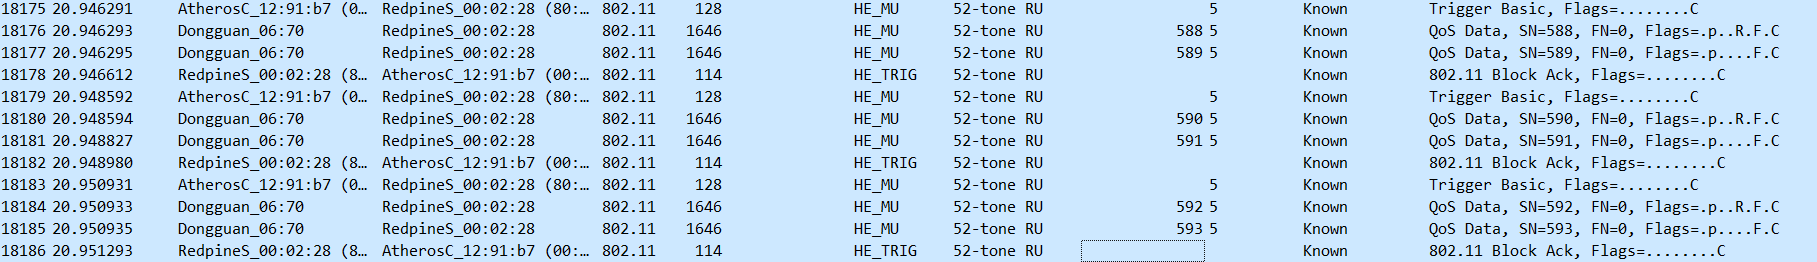 18175 20.946291 AtherosC_12:91:b7 (0… RedpineS_00:02:28 (80:… 802.11 128 HE_MU 52-tone RU 5 Known Trigger Basic, Flags=........C
18176 20.946293 Dongguan_06:70 RedpineS_00:02:28 802.11 1646 HE_MU 52-tone RU 588 5 Known QoS Data, SN=588, FN=0, Flags=.p..R.F.C
18177 20.946295 Dongguan_06:70 RedpineS_00:02:28 802.11 1646 HE_MU 52-tone RU 589 5 Known QoS Data, SN=589, FN=0, Flags=.p....F.C
18178 20.946612 RedpineS_00:02:28 (8… AtherosC_12:91:b7 (00:… 802.11 114 HE_TRIG 52-tone RU Known 802.11 Block Ack, Flags=........C
18179 20.948592 AtherosC_12:91:b7 (0… RedpineS_00:02:28 (80:… 802.11 128 HE_MU 52-tone RU 5 Known Trigger Basic, Flags=........C
18180 20.948594 Dongguan_06:70 RedpineS_00:02:28 802.11 1646 HE_MU 52-tone RU 590 5 Known QoS Data, SN=590, FN=0, Flags=.p..R.F.C
18181 20.948827 Dongguan_06:70 RedpineS_00:02:28 802.11 1646 HE_MU 52-tone RU 591 5 Known QoS Data, SN=591, FN=0, Flags=.p....F.C
18182 20.948980 RedpineS_00:02:28 (8… AtherosC_12:91:b7 (00:… 802.11 114 HE_TRIG 52-tone RU Known 802.11 Block Ack, Flags=........C
18183 20.950931 AtherosC_12:91:b7 (0… RedpineS_00:02:28 (80:… 802.11 128 HE_MU 52-tone RU 5 Known Trigger Basic, Flags=........C
18184 20.950933 Dongguan_06:70 RedpineS_00:02:28 802.11 1646 HE_MU 52-tone RU 592 5 Known QoS Data, SN=592, FN=0, Flags=.p..R.F.C
18185 20.950935 Dongguan_06:70 RedpineS_00:02:28 802.11 1646 HE_MU 52-tone RU 593 5 Known QoS Data, SN=593, FN=0, Flags=.p....F.C
18186 20.951293 RedpineS_00:02:28 (8… AtherosC_12:91:b7 (00:… 802.11 114 HE_TRIG 52-tone RU Known 802.11 Block Ack, Flags=........C